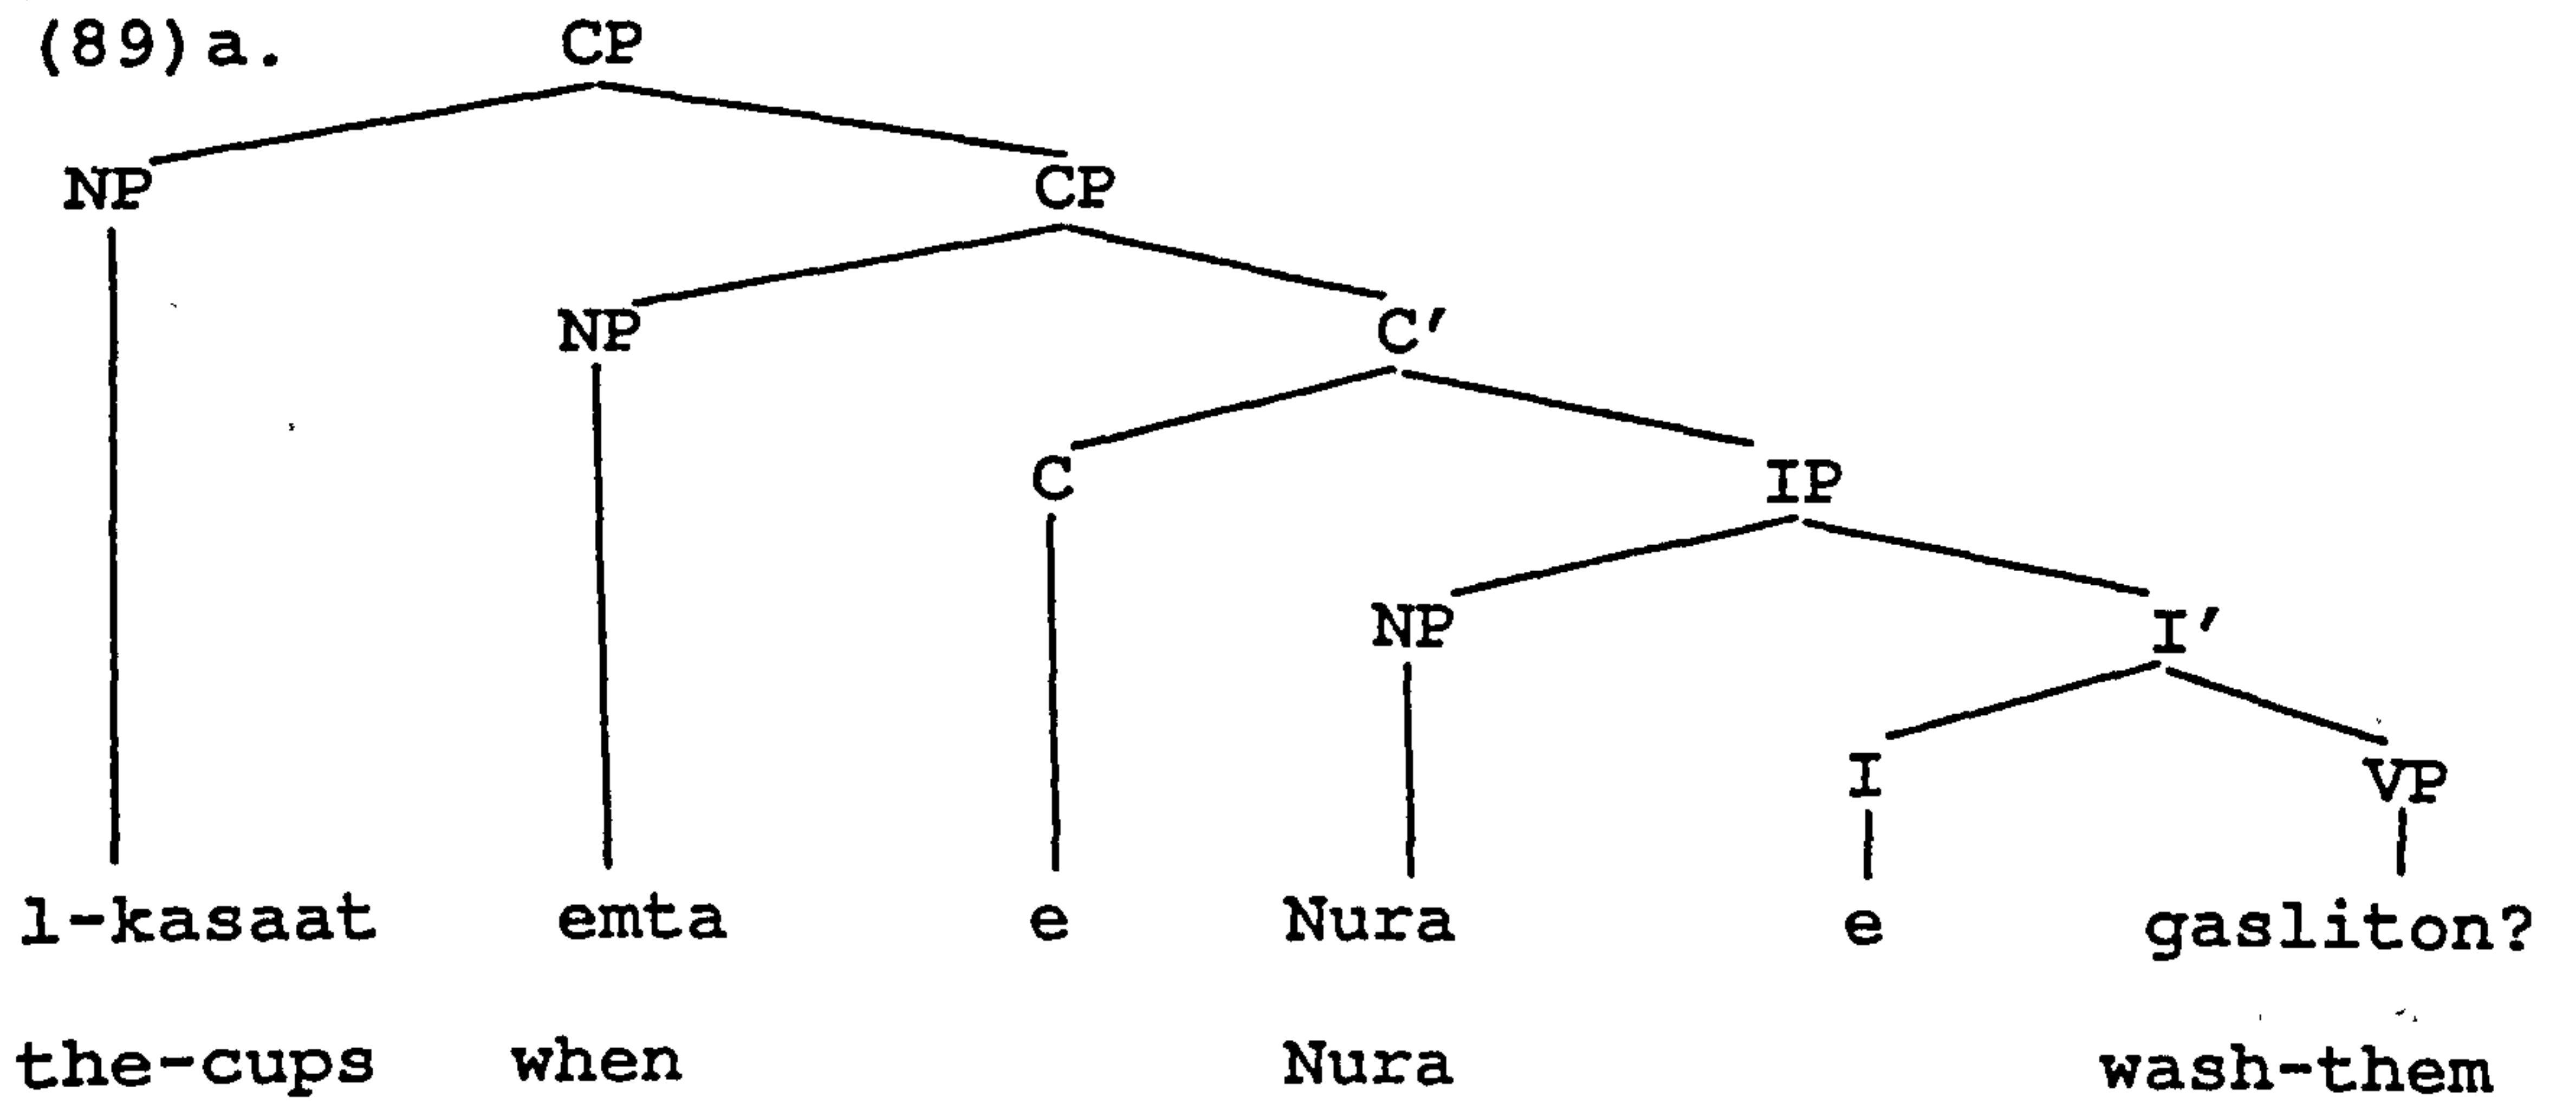 (89)a. CP
NP CP
NP C'
C IP
NP I'
I VP
l-kasaat emta e Nura e gasliton?
the-cups when Nura wash-them